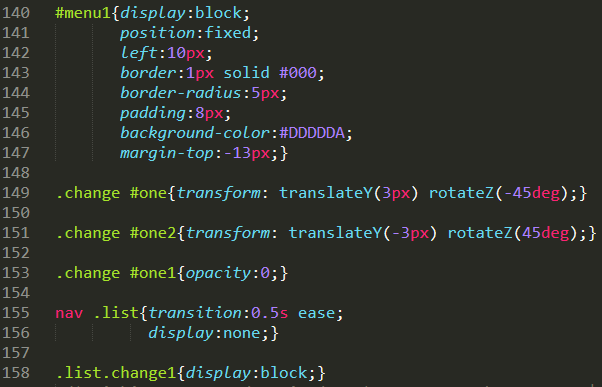 140 #menu1{display:block;
141 position:fixed;
142 left:10px;
143 border:1px solid #000;
144 border-radius:5px;
145 padding:8px;
146 background-color:#DDDDDA;
147 margin-top:-13px;}
148
149 .change #one{transform: translateY(3px) rotateZ(-45deg);}
150
151 .change #one2{transform: translateY(-3px) rotateZ(45deg);}
152
153 .change #one1{opacity:0;}
154
155 nav .list{transition:0.5s ease;
156 display:none;}
157
158 .list.change1{display:block;}